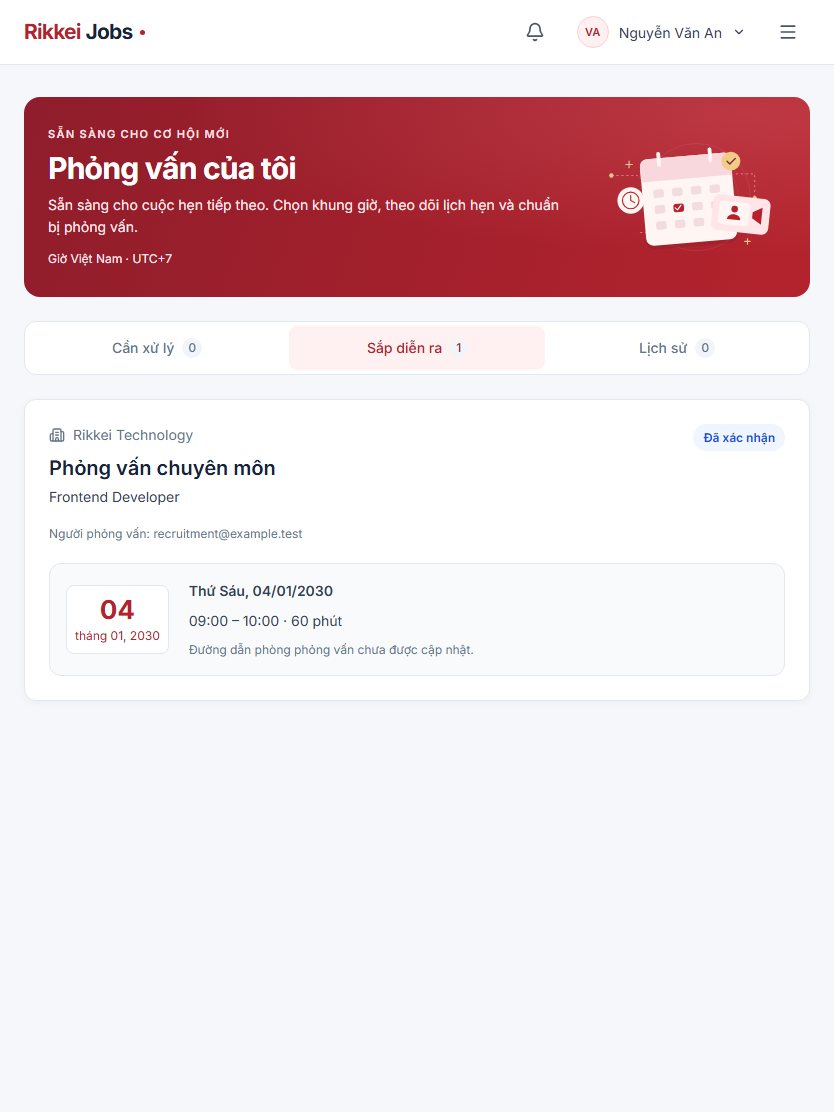 Rikkei Jobs
VA
Nguyễn Văn An
SẴN SÀNG CHO CƠ HỘI MỚI
Phỏng vấn của tôi
Sẵn sàng cho cuộc hẹn tiếp theo. Chọn khung giờ, theo dõi lịch hẹn và chuẩn
bị phỏng vấn.
Giờ Việt Nam · UTC+7
Cần xử lý 0
Sắp diễn ra 1
Lịch sử 0
Rikkei Technology
Đã xác nhận
Phỏng vấn chuyên môn
Frontend Developer
Người phỏng vấn: recruitment@example.test
04
tháng 01, 2030
Thứ Sáu, 04/01/2030
09:00 – 10:00 · 60 phút
Đường dẫn phòng phỏng vấn chưa được cập nhật.